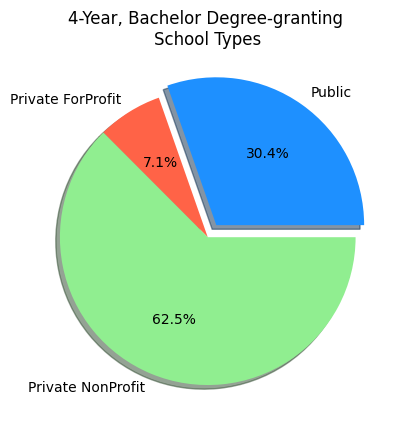 4-Year, Bachelor Degree-granting
School Types
Public
Private ForProfit
30.4%
7.1%
62.5%
Private NonProfit